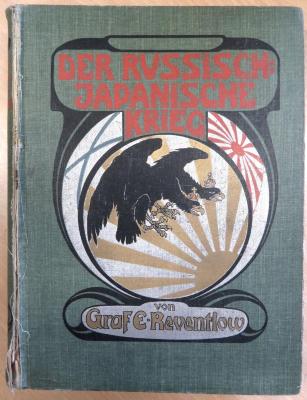 DER RUSSISCH-
JAPANISCHE
KRIEG
von
Graf E. Reventlow